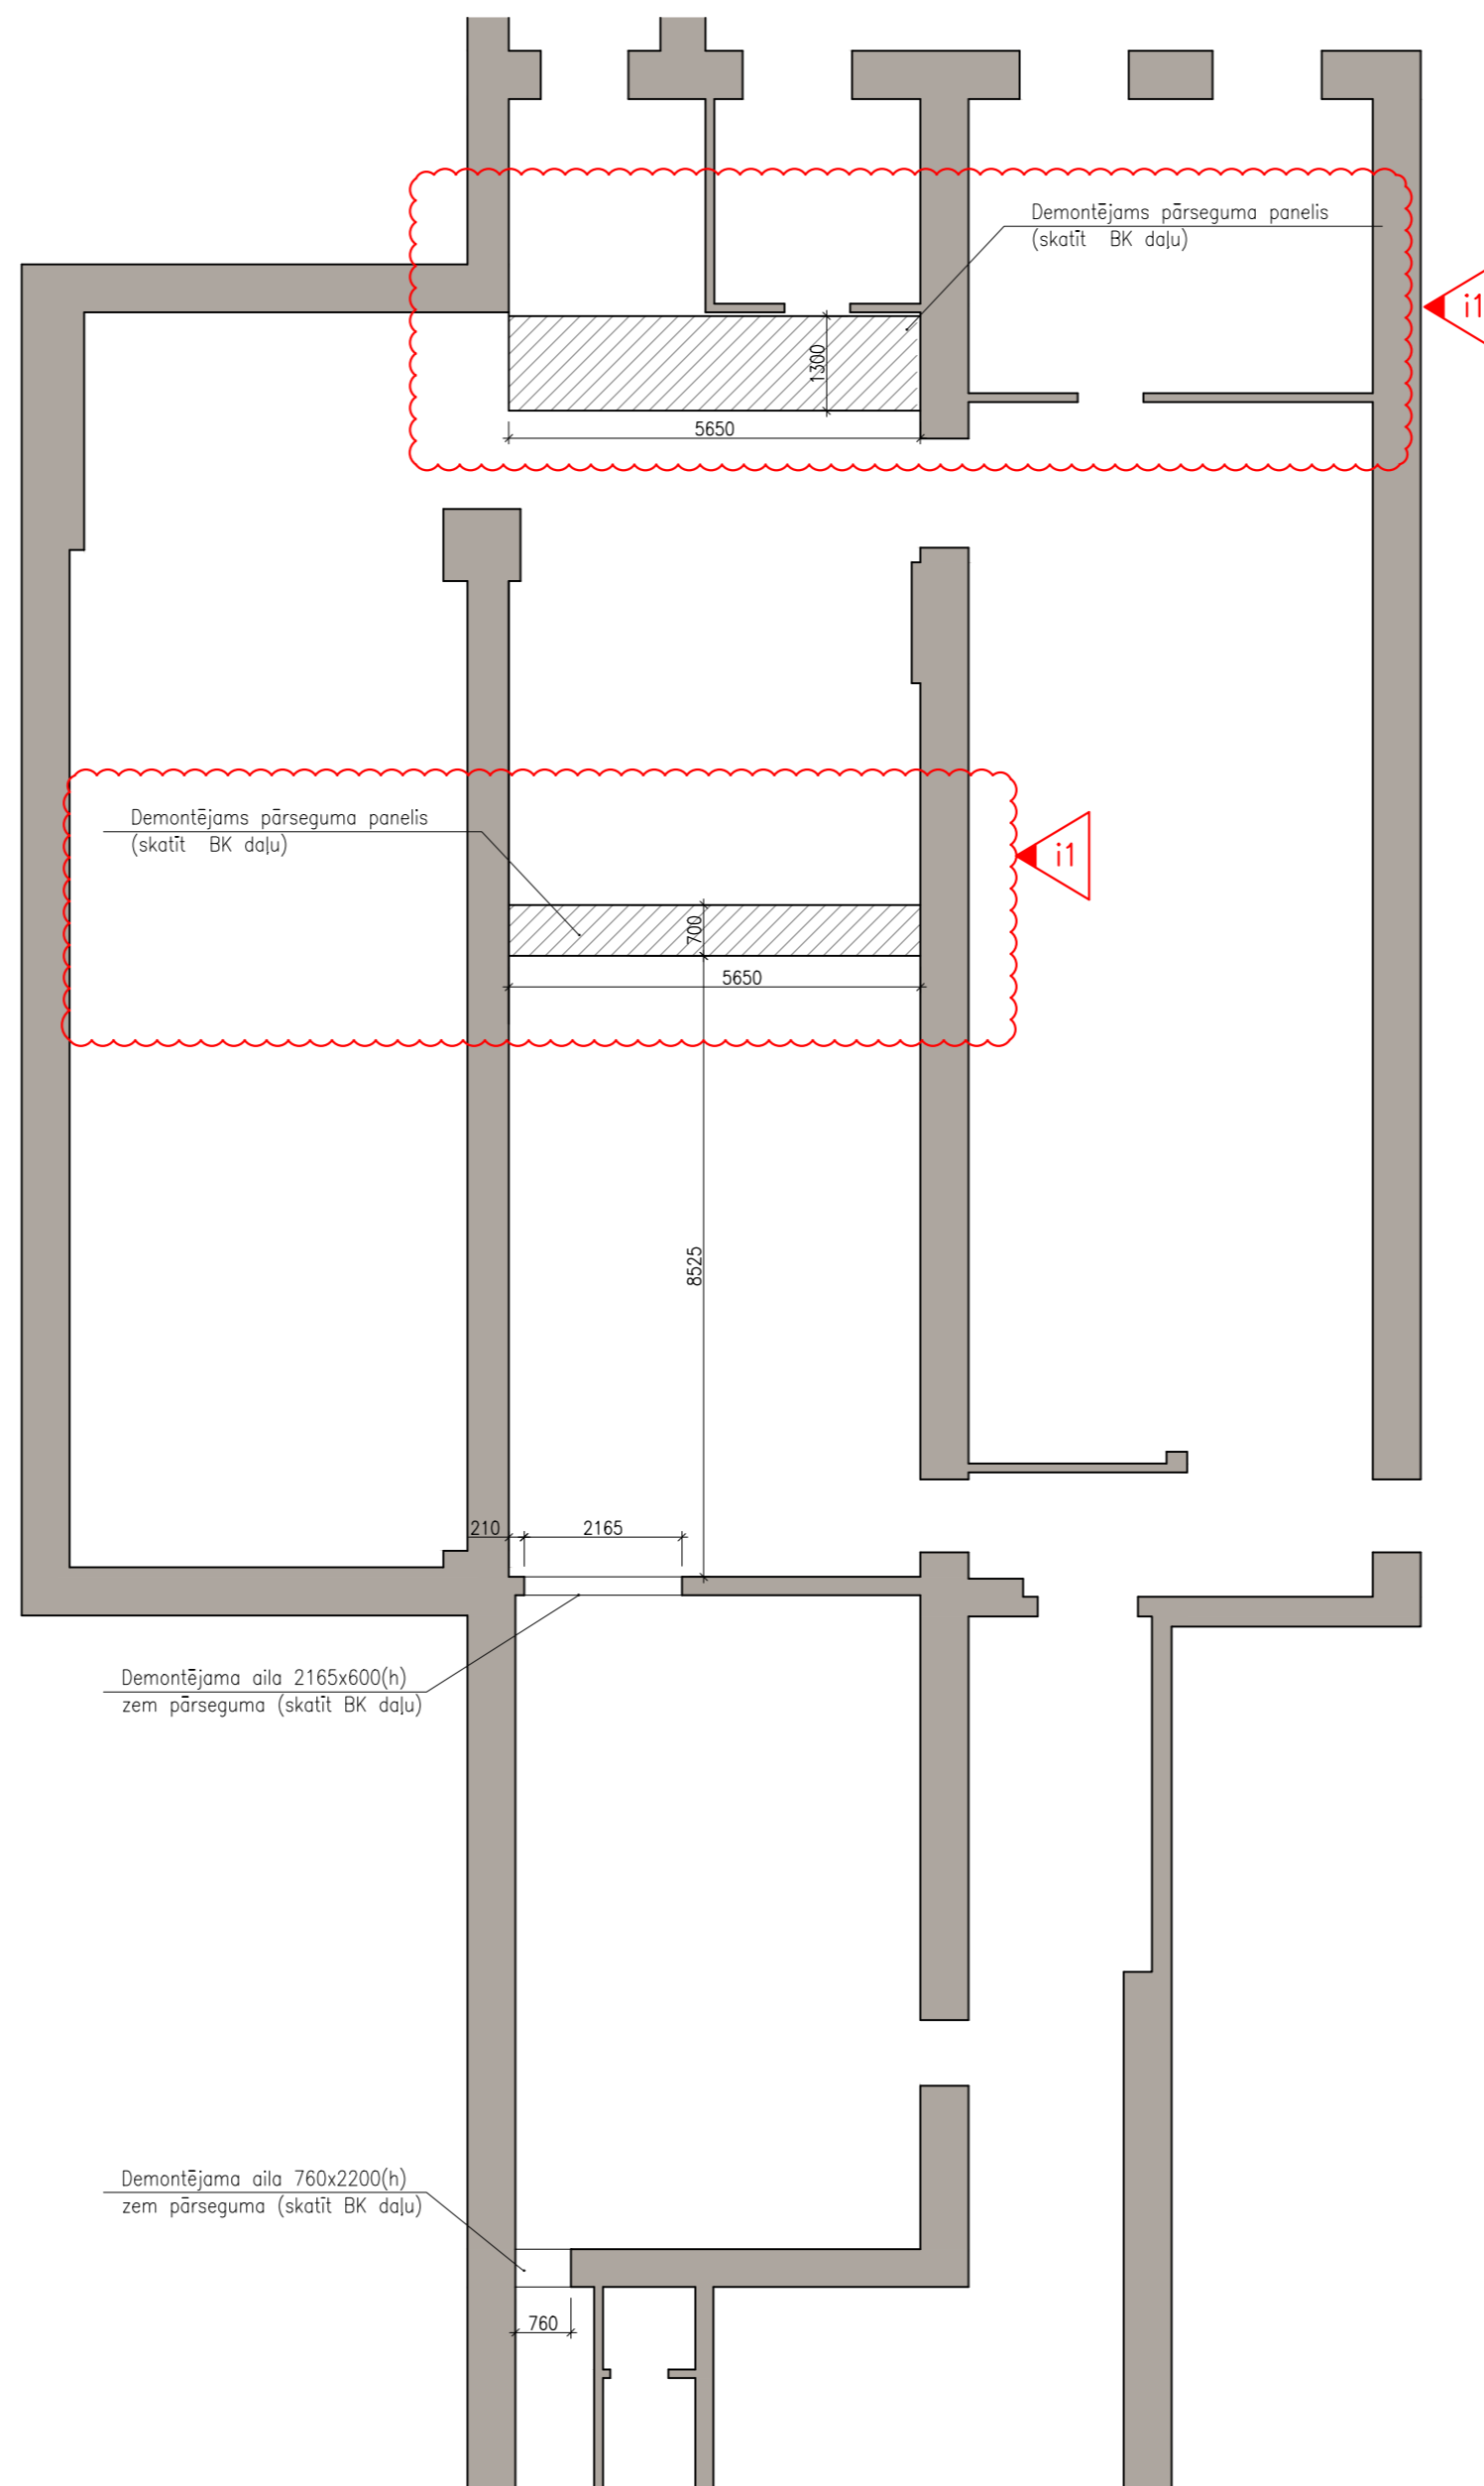 Demontējams pārseguma panelis
(skatīt BK daļu)
i1
1300
5650
Demontējams pārseguma panelis
(skatīt BK daļu)
i1
700
5650
8525
210
2165
Demontējama aila 2165x600(h)
zem pārseguma (skatīt BK daļu)
Demontējama aila 760x2200(h)
zem pārseguma (skatīt BK daļu)
760